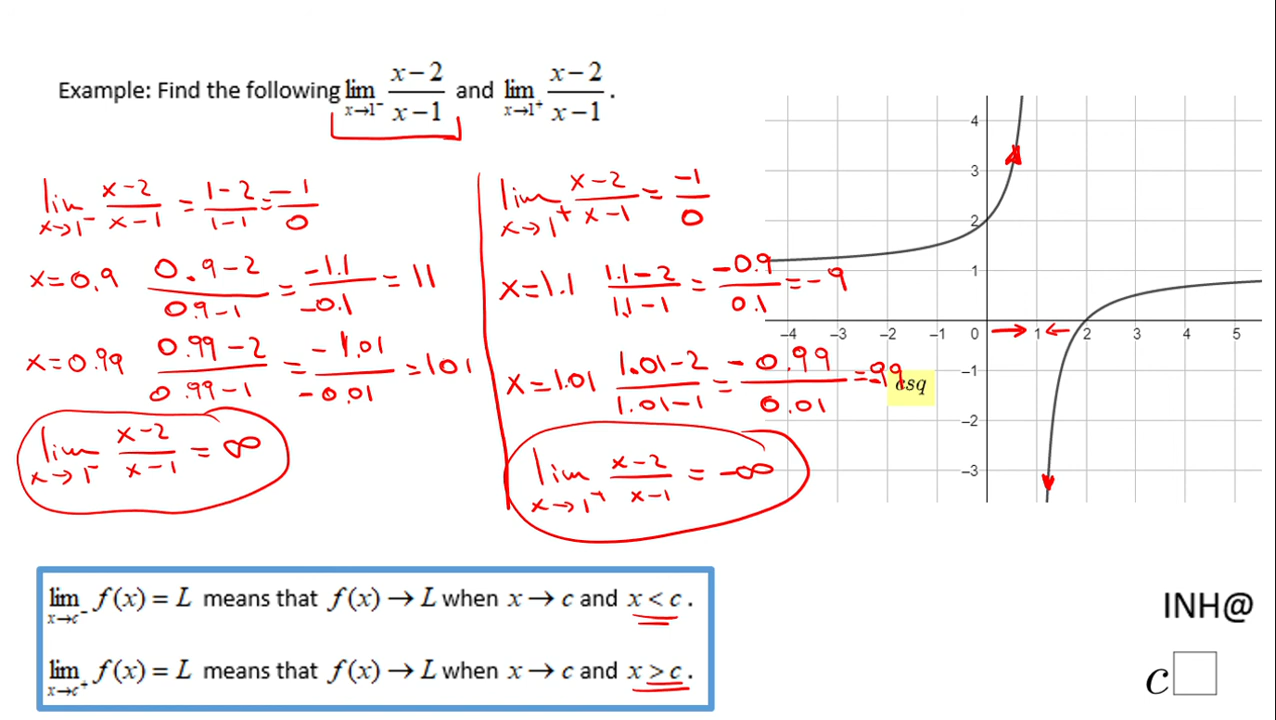 Example: Find the following lim x→1⁻ (x−2)/(x−1) and lim x→1⁺ (x−2)/(x−1).
lim x→1⁻ (x−2)/(x−1) = (1−2)/(1−1) = −1/0
x=0.9 (0.9−2)/(0.9−1) = −1.1/−0.1 = 11
x=0.99 (0.99−2)/(0.99−1) = −1.01/−0.01 = 101
lim x→1⁻ (x−2)/(x−1) = ∞
lim x→1⁺ (x−2)/(x−1) = −1/0
x=1.1 (1.1−2)/(1.1−1) = −0.9/0.1 = −9
x=1.01 (1.01−2)/(1.01−1) = −0.99/0.01 = −99
lim x→1⁺ (x−2)/(x−1) = −∞
4
3
2
1
−4 −3 −2 −1 0 1 2 3 4 5
−1
csq
−2
−3
lim x→c⁻ f(x) = L means that f(x) → L when x → c and x < c.
lim x→c⁺ f(x) = L means that f(x) → L when x → c and x > c.
INH@
c